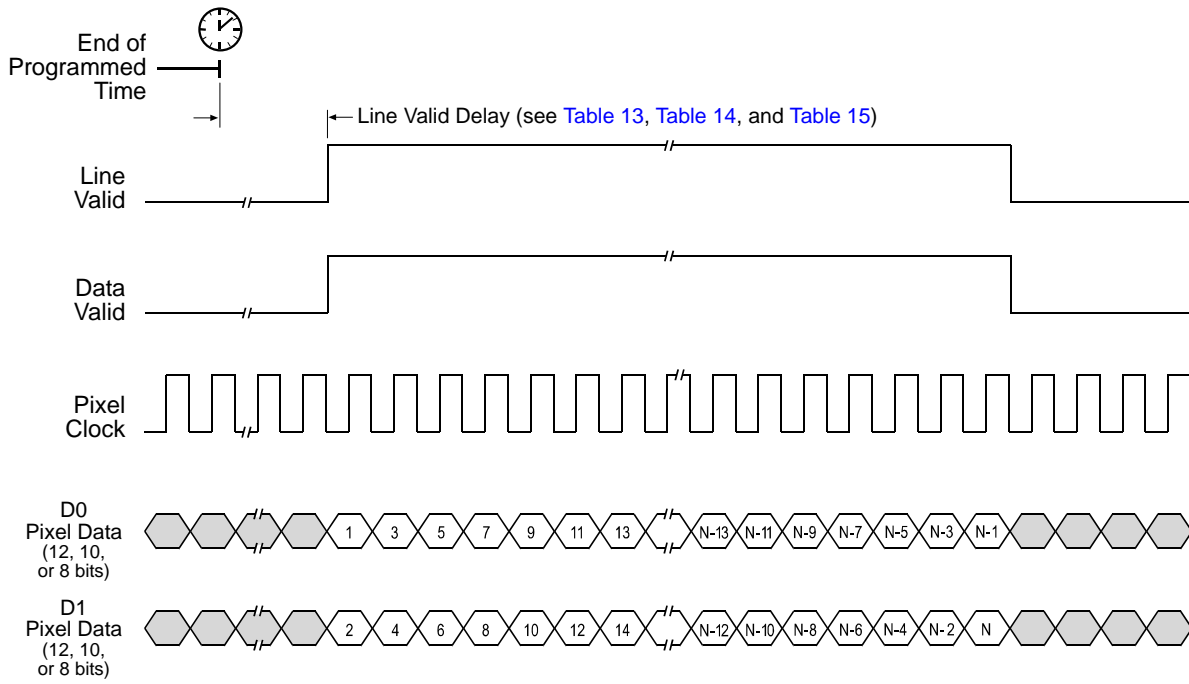 End of
Programmed
Time
Line Valid Delay (see Table 13, Table 14, and Table 15)
Line
Valid
Data
Valid
Pixel
Clock
D0
Pixel Data
(12, 10,
or 8 bits)
1 3 5 7 9 11 13 N-13 N-11 N-9 N-7 N-5 N-3 N-1
D1
Pixel Data
(12, 10,
or 8 bits)
2 4 6 8 10 12 14 N-12 N-10 N-8 N-6 N-4 N-2 N